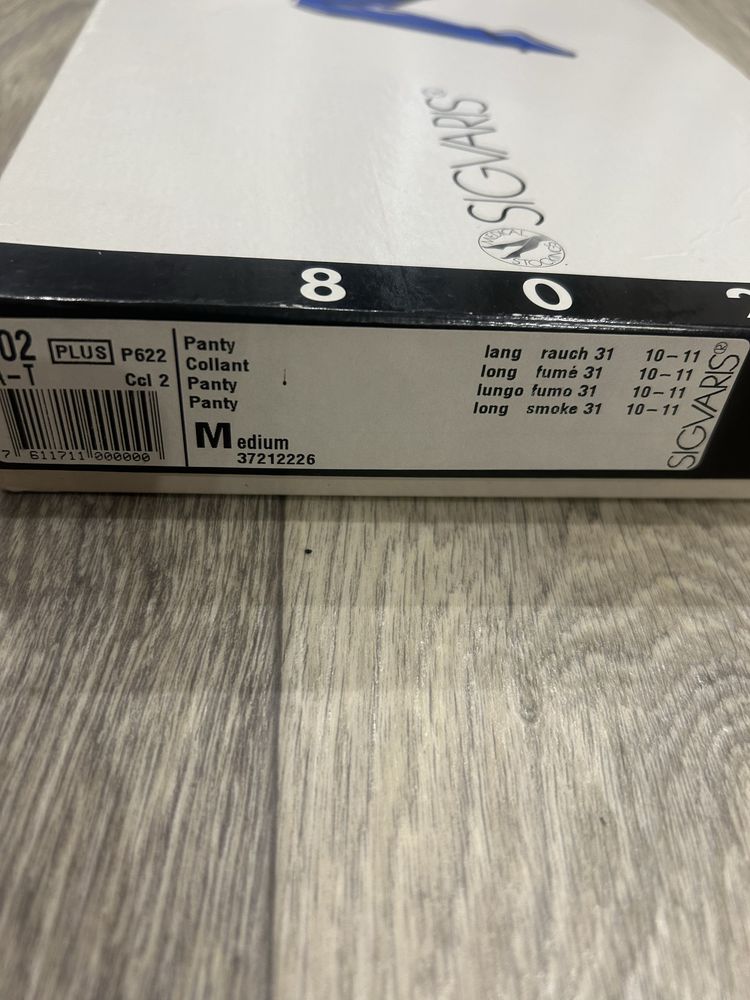 SIGVARIS®
MEDICAL STOCKINGS
8 0
02 PLUS P622
A-T Ccl 2
7 611711 000000
Panty lang rauch 31 10-11
Collant long fumé 31 10-11
Panty lungo fumo 31 10-11
Panty long smoke 31 10-11
Medium
37212226
SIGVARIS®